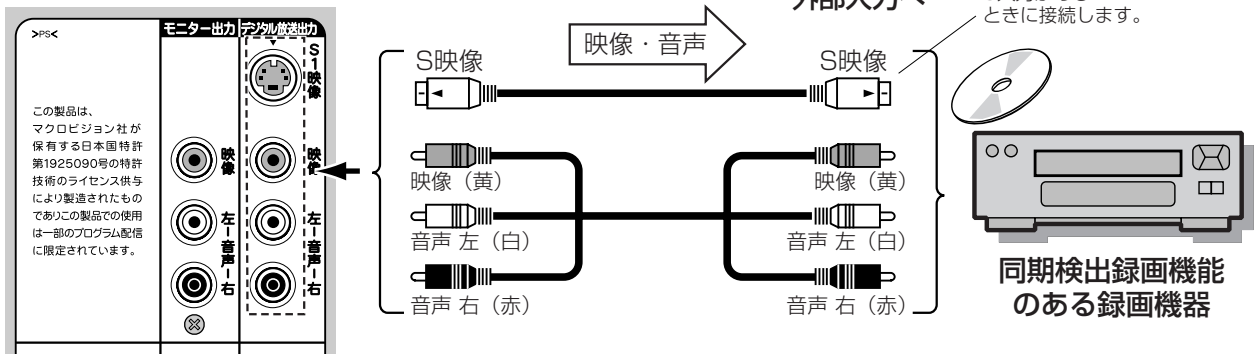 >PS<
この製品は、
マクロビジョン社が
保有する日本国特許
第1925090号の特許
技術のライセンス供与
により製造されたもの
でありこの製品での使用
は一部のプログラム配信
に限定されています。
モニター出力
デジタル放送出力
S1映像
映像
映像
左ー音声ー右
左ー音声ー右
映像・音声
ときに接続します。
S映像
S映像
映像（黄）
映像（黄）
音声 左（白）
音声 左（白）
音声 右（赤）
音声 右（赤）
同期検出録画機能
のある録画機器